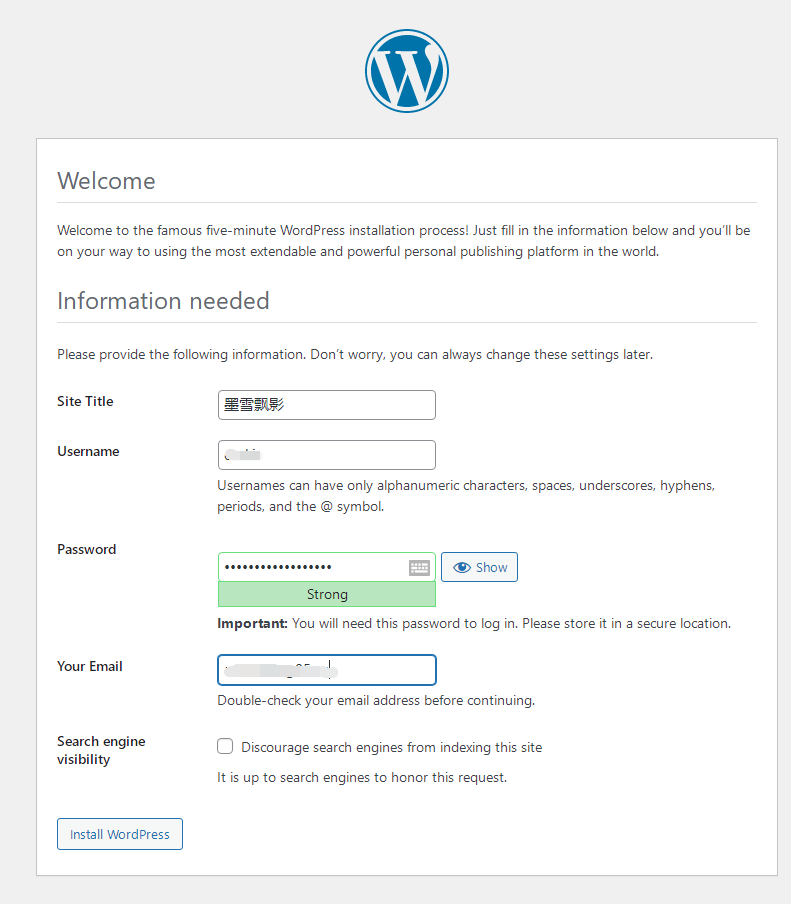 Welcome
Welcome to the famous five-minute WordPress installation process! Just fill in the information below and you’ll be
on your way to using the most extendable and powerful personal publishing platform in the world.
Information needed
Please provide the following information. Don’t worry, you can always change these settings later.
Site Title
墨雪飘影
Username
Usernames can have only alphanumeric characters, spaces, underscores, hyphens,
periods, and the @ symbol.
Password
Show
Strong
Important: You will need this password to log in. Please store it in a secure location.
Your Email
Double-check your email address before continuing.
Search engine
visibility
Discourage search engines from indexing this site
It is up to search engines to honor this request.
Install WordPress